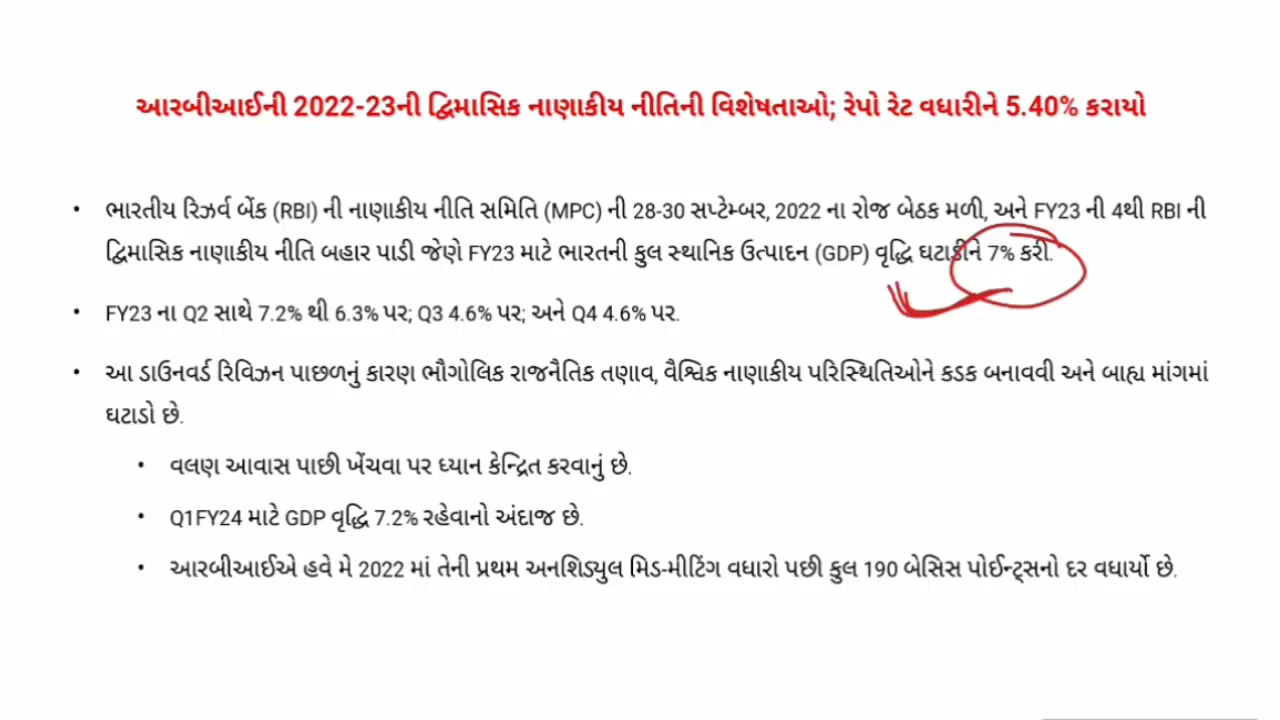 આરબીઆઈની 2022-23ની દ્વિમાસિક નાણાકીય નીતિની વિશેષતાઓ; રેપો રેટ વધારીને 5.40% કરાયો
• ભારતીય રિઝર્વ બેંક (RBI) ની નાણાકીય નીતિ સમિતિ (MPC) ની 28-30 સપ્ટેમ્બર, 2022 ના રોજ બેઠક મળી, અને FY23 ની 4થી RBI ની
દ્વિમાસિક નાણાકીય નીતિ બહાર પાડી જેણે FY23 માટે ભારતની કુલ સ્થાનિક ઉત્પાદન (GDP) વૃદ્ધિ ઘટાડીને 7% કરી.
• FY23 ના Q2 સાથે 7.2% થી 6.3% પર; Q3 4.6% પર; અને Q4 4.6% પર.
• આ ડાઉનવર્ડ રિવિઝન પાછળનું કારણ ભૌગોલિક રાજનૈતિક તણાવ, વૈશ્વિક નાણાકીય પરિસ્થિતિઓને કડક બનાવવી અને બાહ્ય માંગમાં
ઘટાડો છે.
• વલણ આવાસ પાછી ખેંચવા પર ધ્યાન કેન્દ્રિત કરવાનું છે.
• Q1FY24 માટે GDP વૃદ્ધિ 7.2% રહેવાનો અંદાજ છે.
• આરબીઆઈએ હવે મે 2022 માં તેની પ્રથમ અનશિડ્યુલ મિડ-મીટિંગ વધારો પછી કુલ 190 બેસિસ પોઈન્ટ્સનો દર વધાર્યો છે.